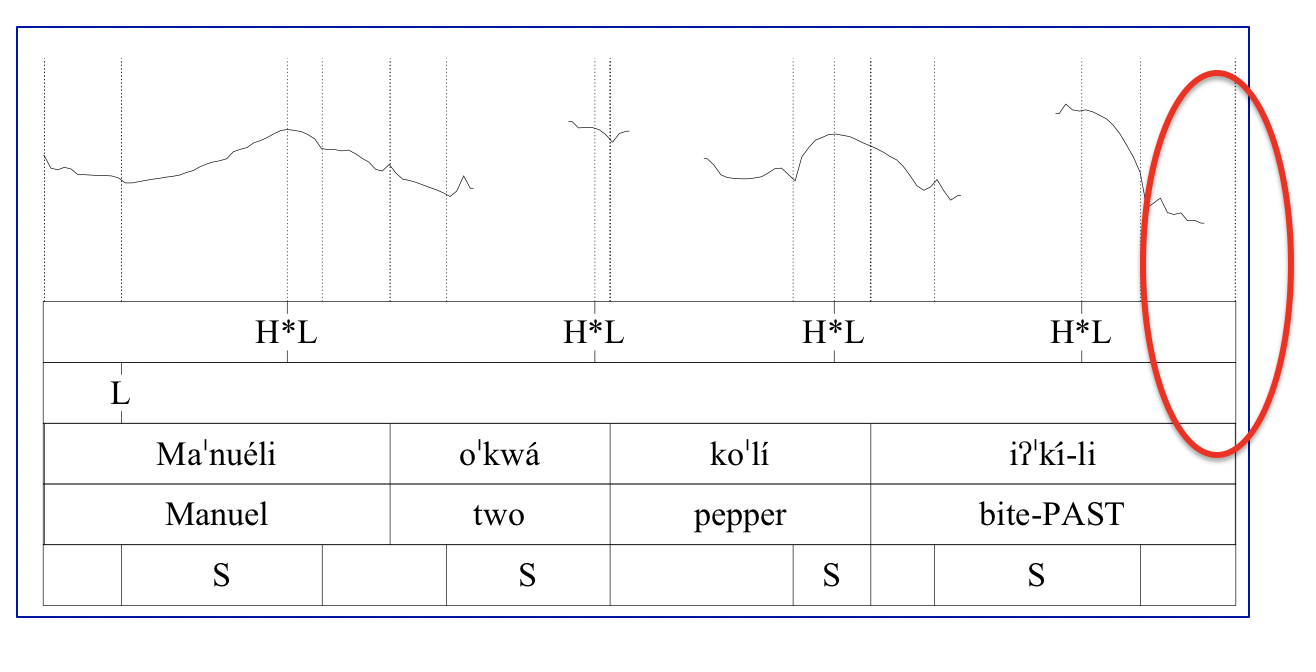 H*L H*L H*L H*L
L
Maˈnuéli oˈkwá koˈlí iʔˈkí-li
Manuel two pepper bite-PAST
S S S S